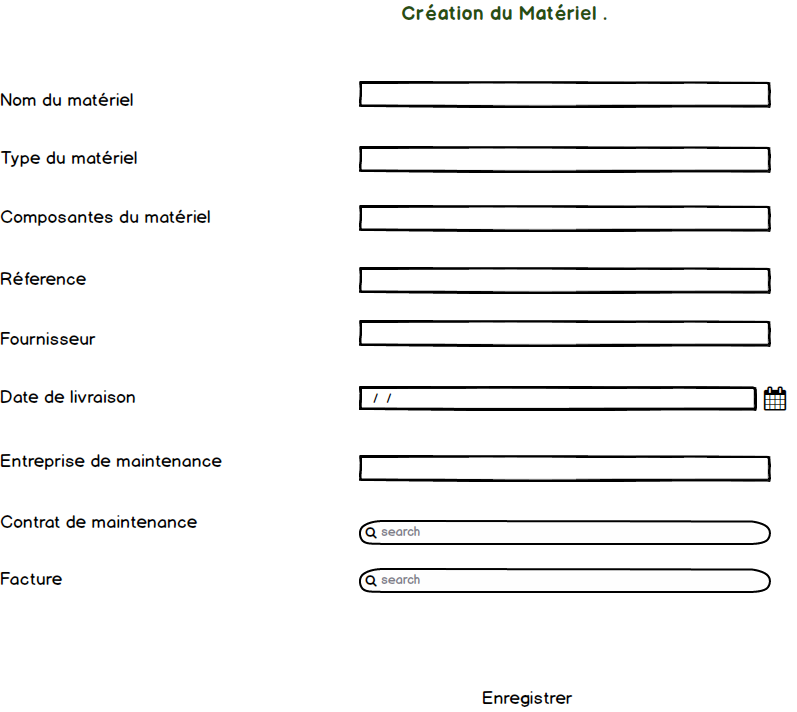 Création du Matériel .
Nom du matériel
Type du matériel
Composantes du matériel
Réference
Fournisseur
Date de livraison / /
Entreprise de maintenance
Contrat de maintenance search
Facture search
Enregistrer